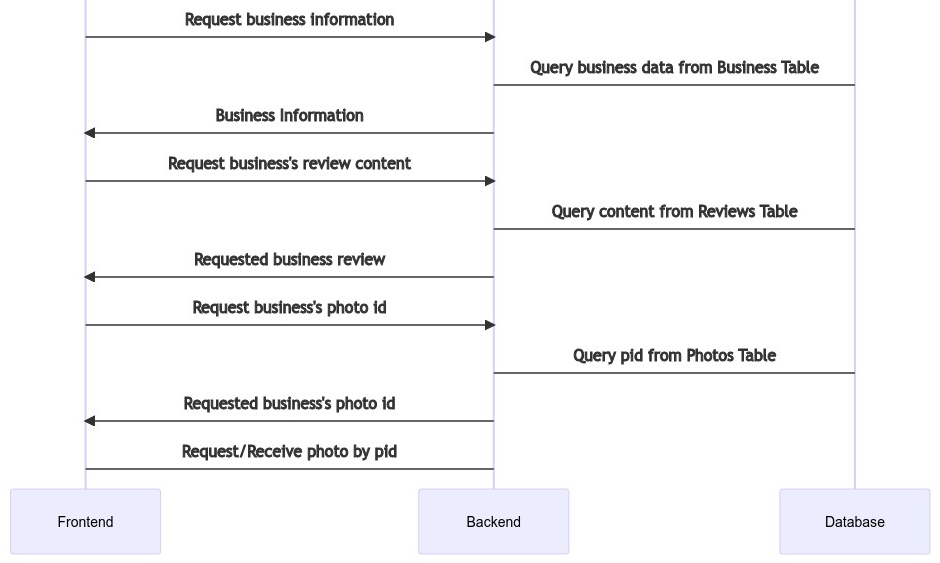 Request business information
Query business data from Business Table
Business Information
Request business's review content
Query content from Reviews Table
Requested business review
Request business's photo id
Query pid from Photos Table
Requested business's photo id
Request/Receive photo by pid
Frontend
Backend
Database